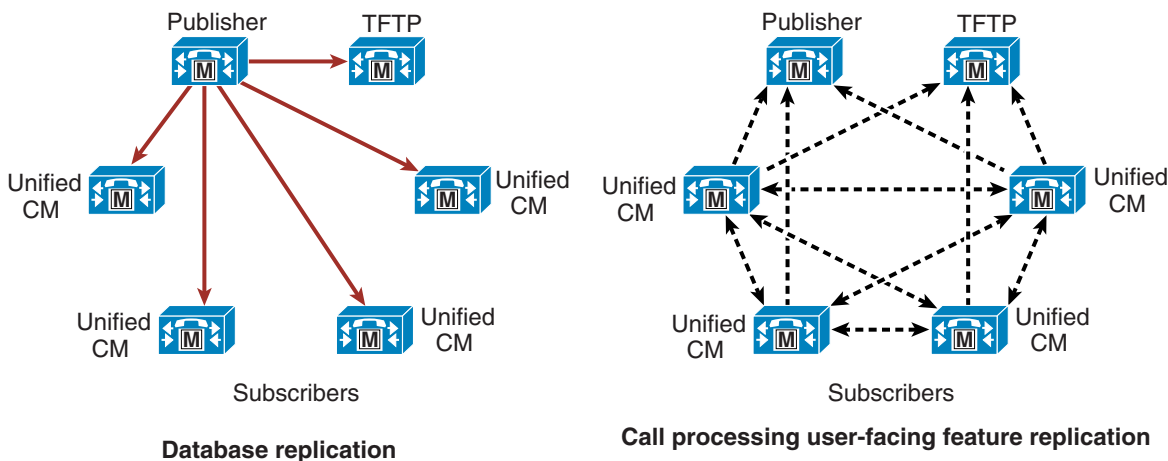 Publisher
TFTP
M
M
Unified
CM
M
M
Unified
CM
Unified
CM
M
M
Unified
CM
Subscribers
Database replication
Publisher
TFTP
M
M
Unified
CM
M
M
Unified
CM
Unified
CM
M
M
Unified
CM
Subscribers
Call processing user-facing feature replication